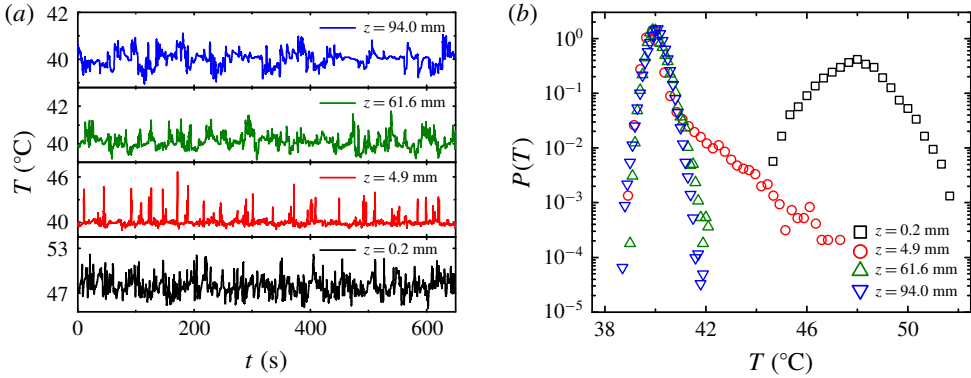 (a)
42
40
z = 94.0 mm
42
40
z = 61.6 mm
46
40
z = 4.9 mm
53
47
z = 0.2 mm
T (°C)
0 200 400 600
t (s)
(b)
10⁰
10⁻¹
10⁻²
10⁻³
10⁻⁴
10⁻⁵
P(T)
z = 0.2 mm
z = 4.9 mm
z = 61.6 mm
z = 94.0 mm
38 42 46 50
T (°C)